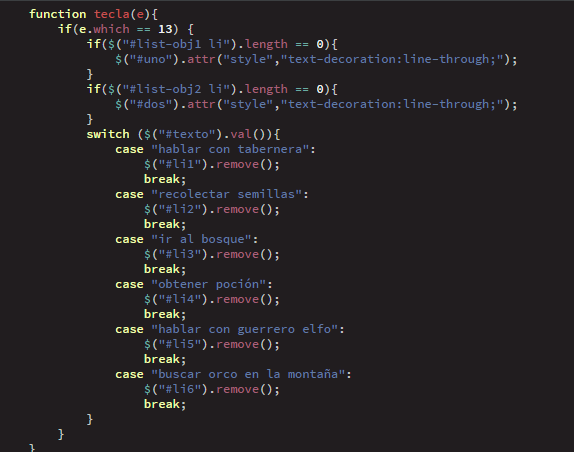 function tecla(e){
if(e.which == 13) {
if($("#list-obj1 li").length == 0){
$("#uno").attr("style","text-decoration:line-through;");
}
if($("#list-obj2 li").length == 0){
$("#dos").attr("style","text-decoration:line-through;");
}
switch ($("#texto").val()){
case "hablar con tabernera":
$("#li1").remove();
break;
case "recolectar semillas":
$("#li2").remove();
break;
case "ir al bosque":
$("#li3").remove();
break;
case "obtener poción":
$("#li4").remove();
break;
case "hablar con guerrero elfo":
$("#li5").remove();
break;
case "buscar orco en la montaña":
$("#li6").remove();
break;
}
}
}